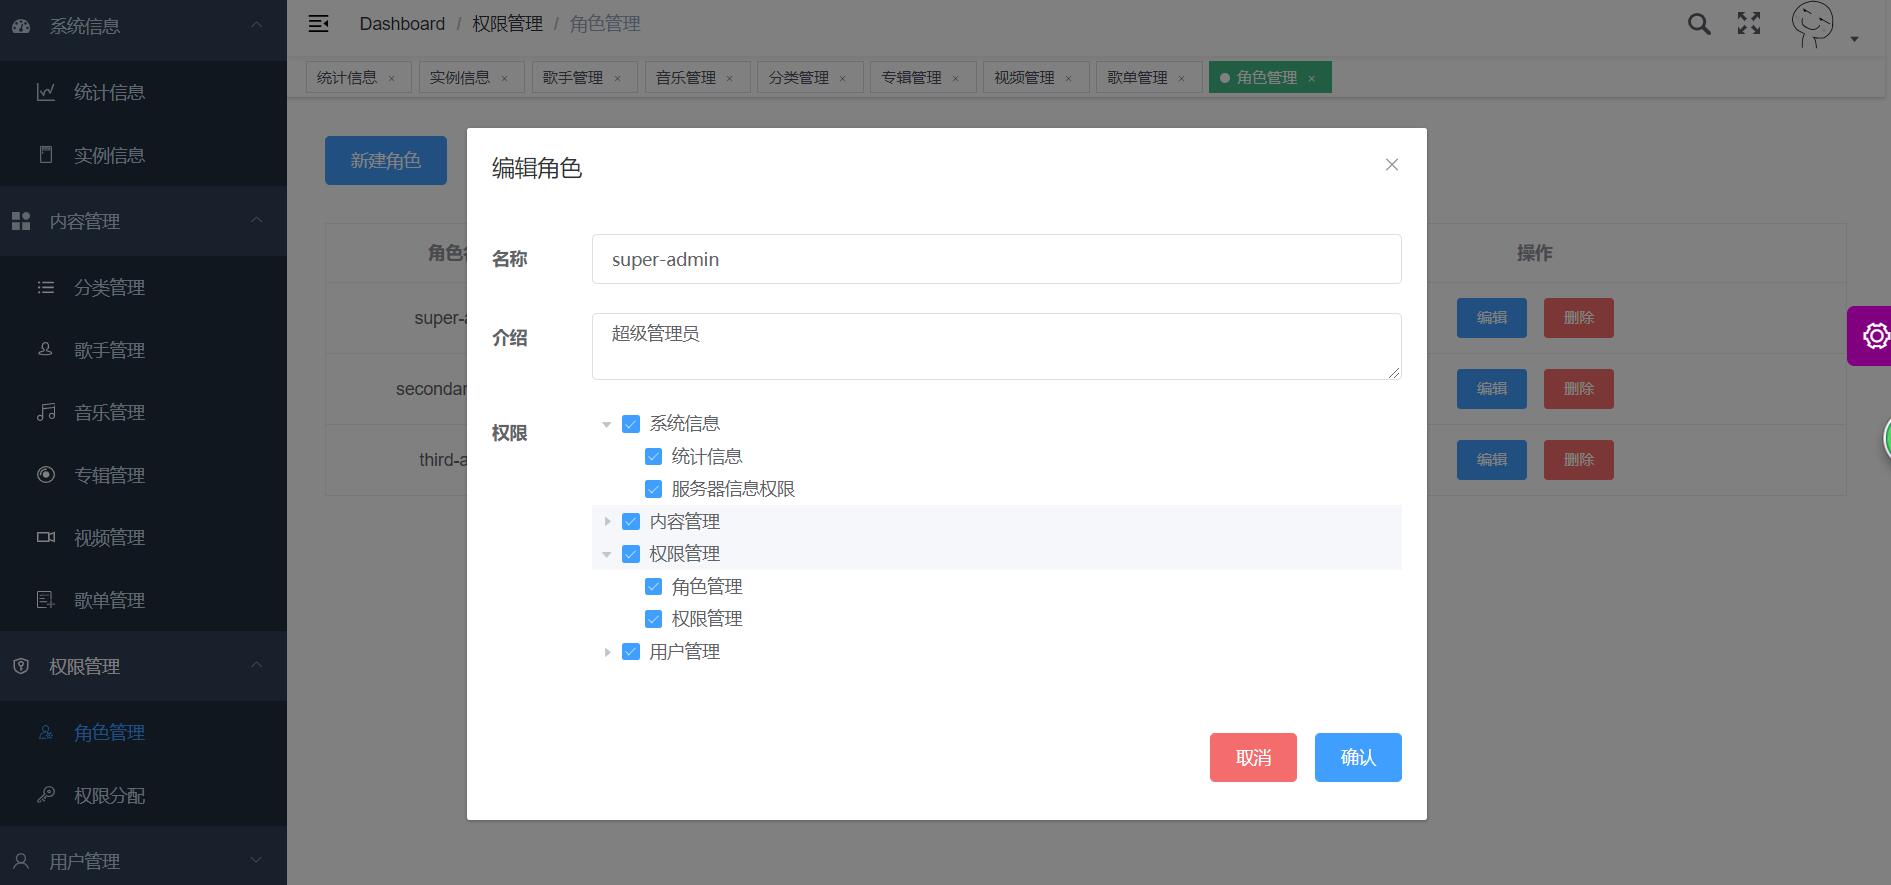 系统信息
统计信息
实例信息
内容管理
分类管理
歌手管理
音乐管理
专辑管理
视频管理
歌单管理
权限管理
角色管理
权限分配
用户管理
Dashboard / 权限管理 / 角色管理
统计信息 × 实例信息 × 歌手管理 × 音乐管理 × 分类管理 × 专辑管理 × 视频管理 × 歌单管理 × 角色管理 ×
新建角色
角色 操作
super- 编辑 删除
secondar 编辑 删除
third-a 编辑 删除
编辑角色
名称 super-admin
介绍 超级管理员
权限 系统信息
统计信息
服务器信息权限
内容管理
权限管理
角色管理
权限管理
用户管理
取消 确认